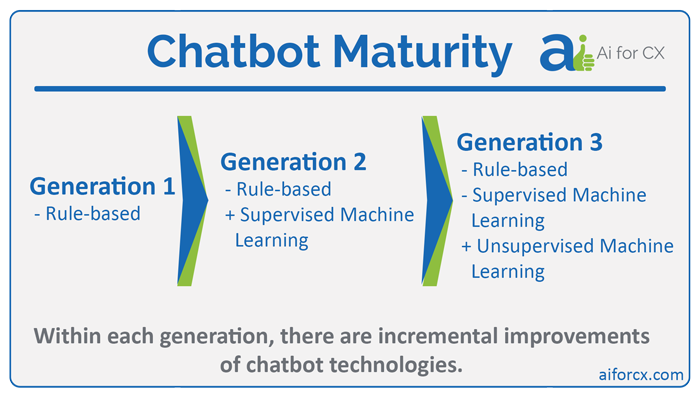 Chatbot Maturity
ai Ai for CX
Generation 1
- Rule-based
Generation 2
- Rule-based
+ Supervised Machine
Learning
Generation 3
- Rule-based
- Supervised Machine
Learning
+ Unsupervised Machine
Learning
Within each generation, there are incremental improvements
of chatbot technologies.
aiforcx.com